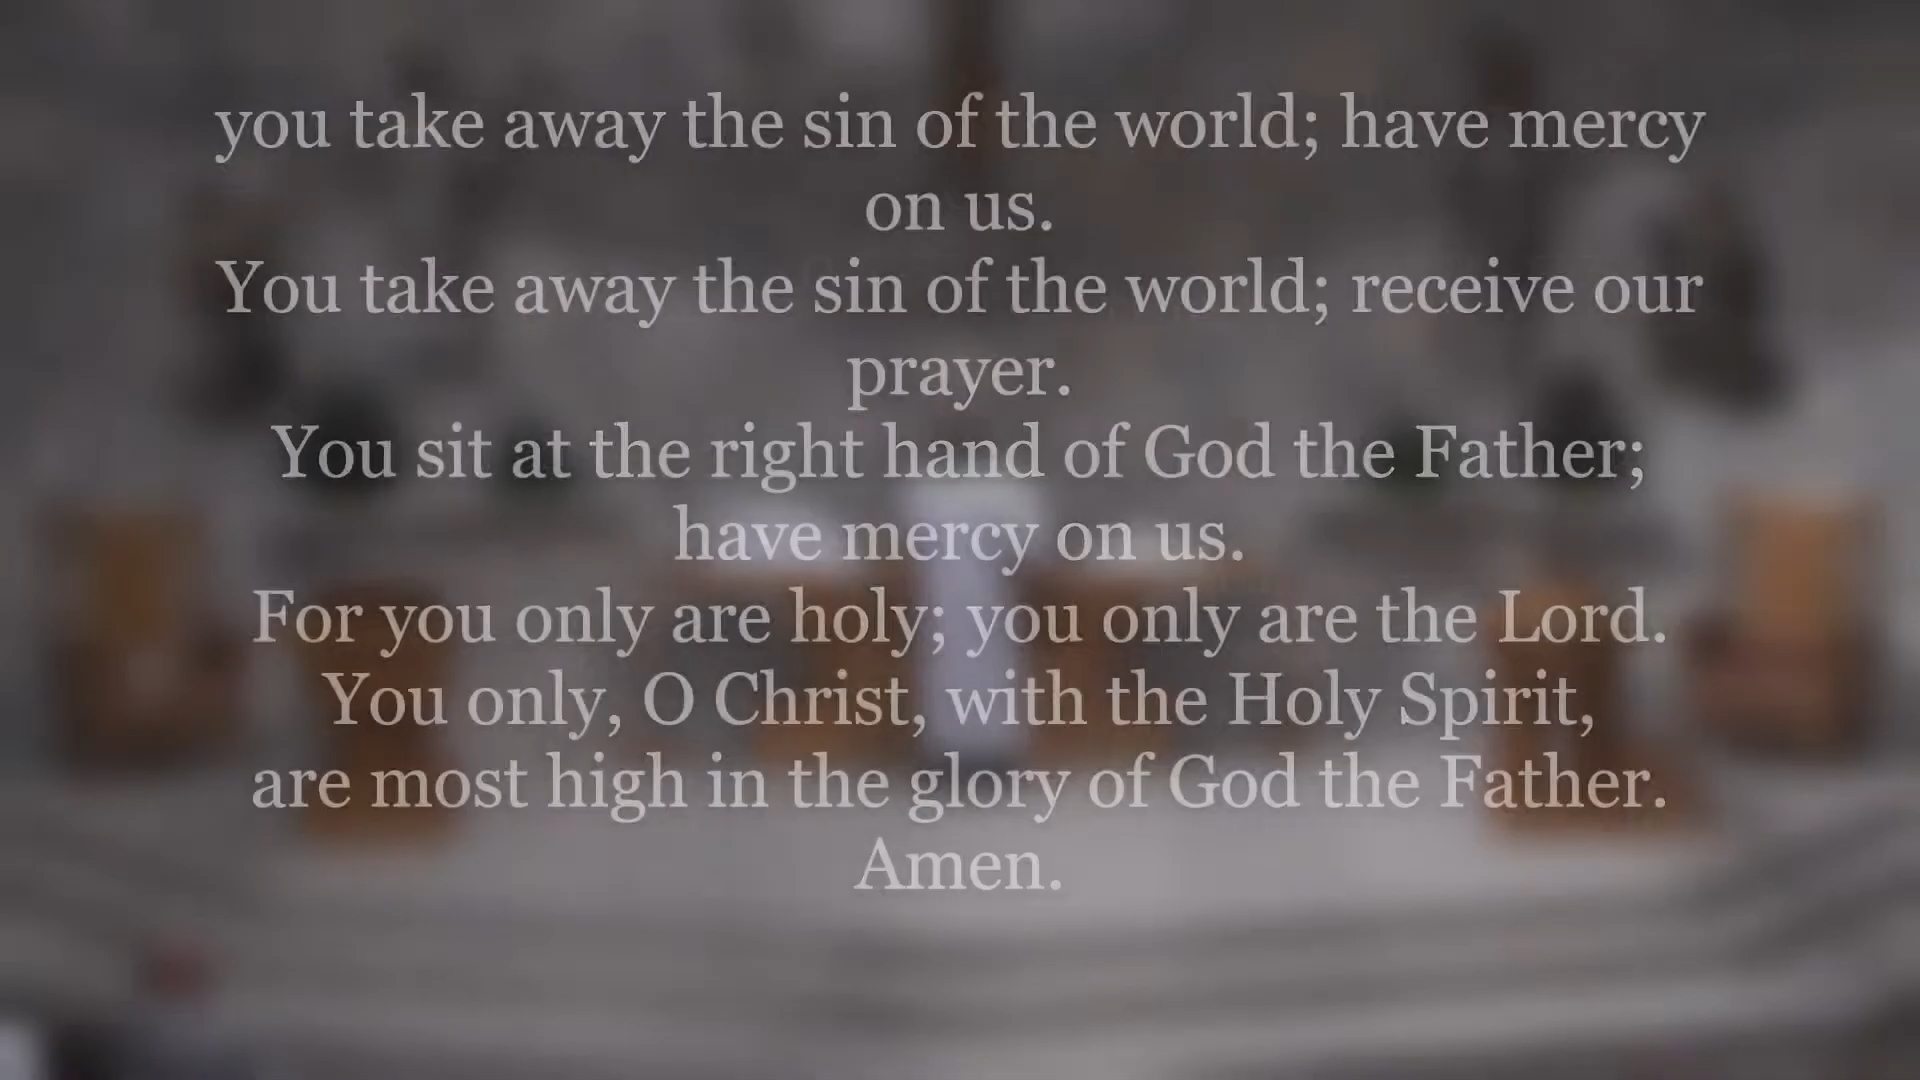 you take away the sin of the world; have mercy
on us.
You take away the sin of the world; receive our
prayer.
You sit at the right hand of God the Father;
have mercy on us.
For you only are holy; you only are the Lord.
You only, O Christ, with the Holy Spirit,
are most high in the glory of God the Father.
Amen.